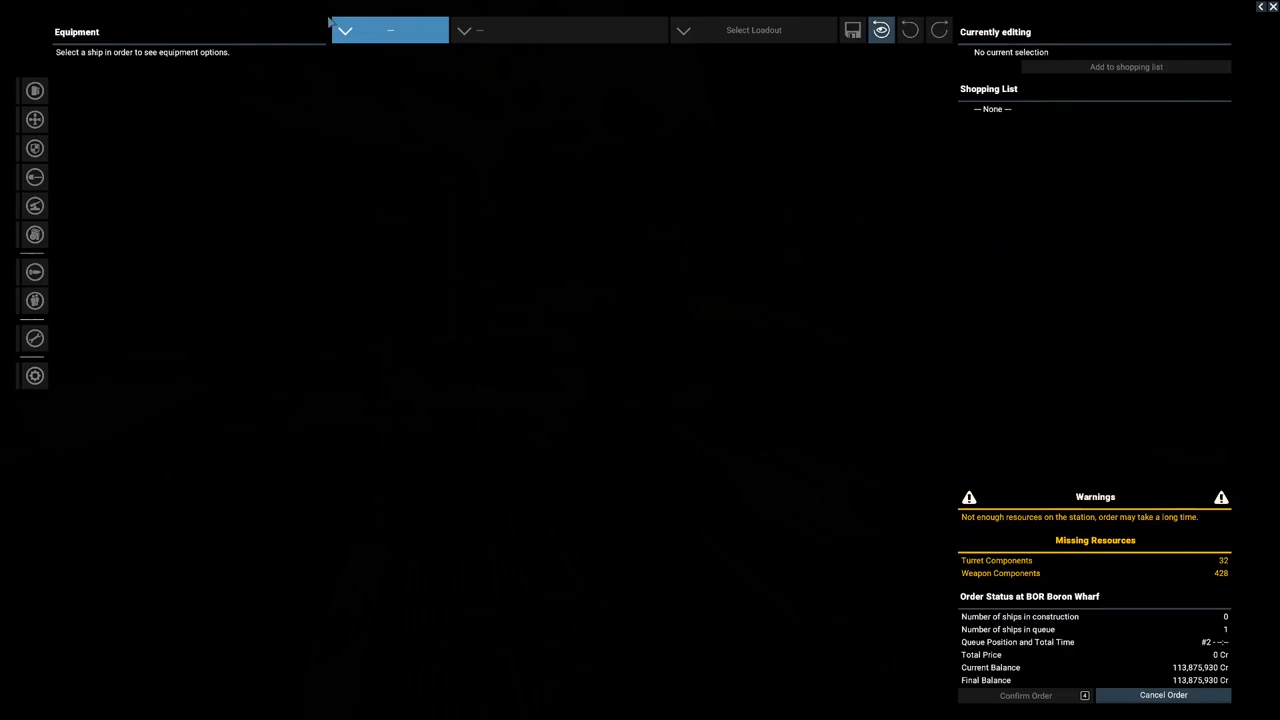 Equipment
Select a ship in order to see equipment options.
—
—
Select Loadout
Currently editing
No current selection
Add to shopping list
Shopping List
— None —
Warnings
Not enough resources on the station, order may take a long time.
Missing Resources
Turret Components 32
Weapon Components 428
Order Status at BOR Boron Wharf
Number of ships in construction 0
Number of ships in queue 1
Queue Position and Total Time #2 - --:--
Total Price 0 Cr
Current Balance 113,875,930 Cr
Final Balance 113,875,930 Cr
Confirm Order 4
Cancel Order